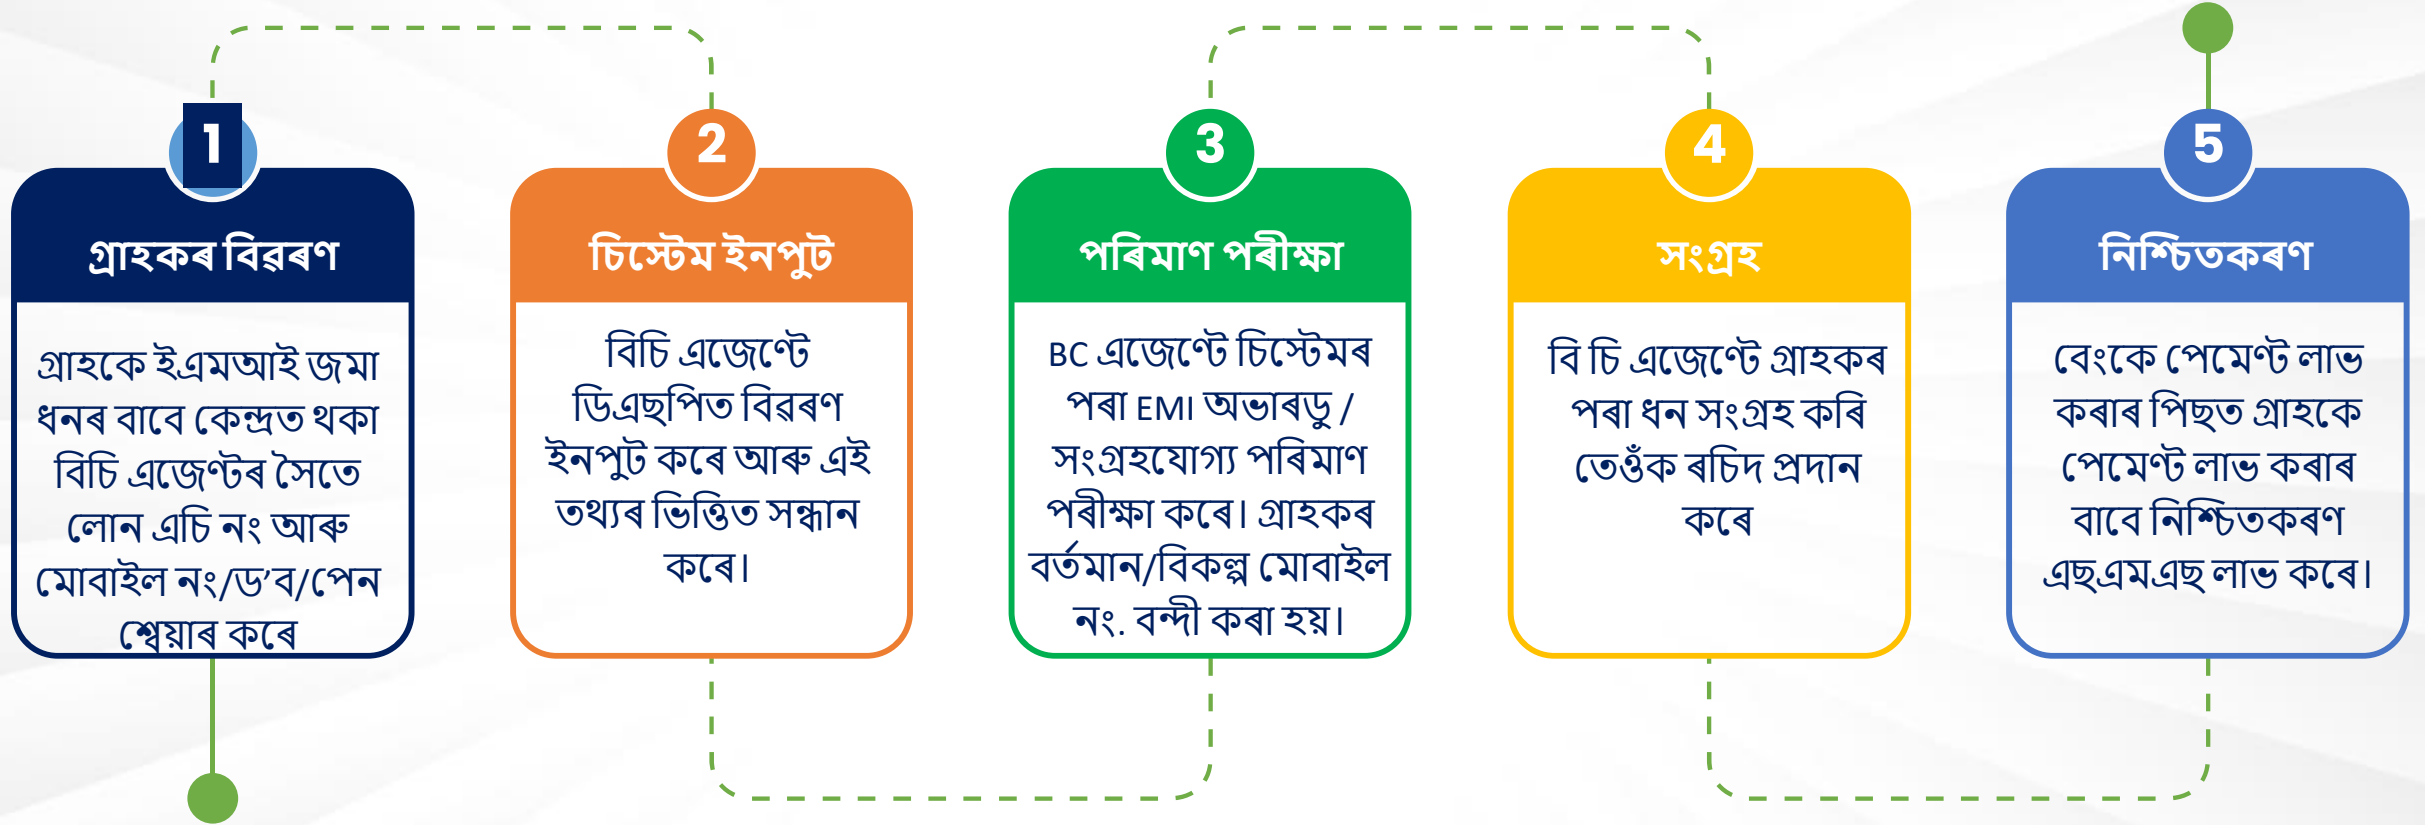 1
গ্ৰাহকৰ বিৱৰণ
গ্ৰাহকে ইএমআই জমা
ধনৰ বাবে কেন্দ্ৰত থকা
বিচি এজেণ্টৰ সৈতে
লোন এচি নং আৰু
মোবাইল নং/ড'ব/পেন
শ্বেয়াৰ কৰে
2
চিস্টেম ইনপুট
বিচি এজেণ্টে
ডিএছপিত বিৱৰণ
ইনপুট কৰে আৰু এই
তথ্যৰ ভিত্তিত সন্ধান
কৰে।
3
পৰিমাণ পৰীক্ষা
BC এজেণ্টে চিস্টেমৰ
পৰা EMI অভাৰডু /
সংগ্ৰহযোগ্য পৰিমাণ
পৰীক্ষা কৰে। গ্ৰাহকৰ
বৰ্তমান/বিকল্প মোবাইল
নং. বন্দী কৰা হয়।
4
সংগ্ৰহ
বি চি এজেণ্টে গ্ৰাহকৰ
পৰা ধন সংগ্ৰহ কৰি
তেওঁক ৰচিদ প্ৰদান
কৰে
5
নিশ্চিতকৰণ
বেংকে পেমেণ্ট লাভ
কৰাৰ পিছত গ্ৰাহকে
পেমেণ্ট লাভ কৰাৰ
বাবে নিশ্চিতকৰণ
এছএমএছ লাভ কৰে।